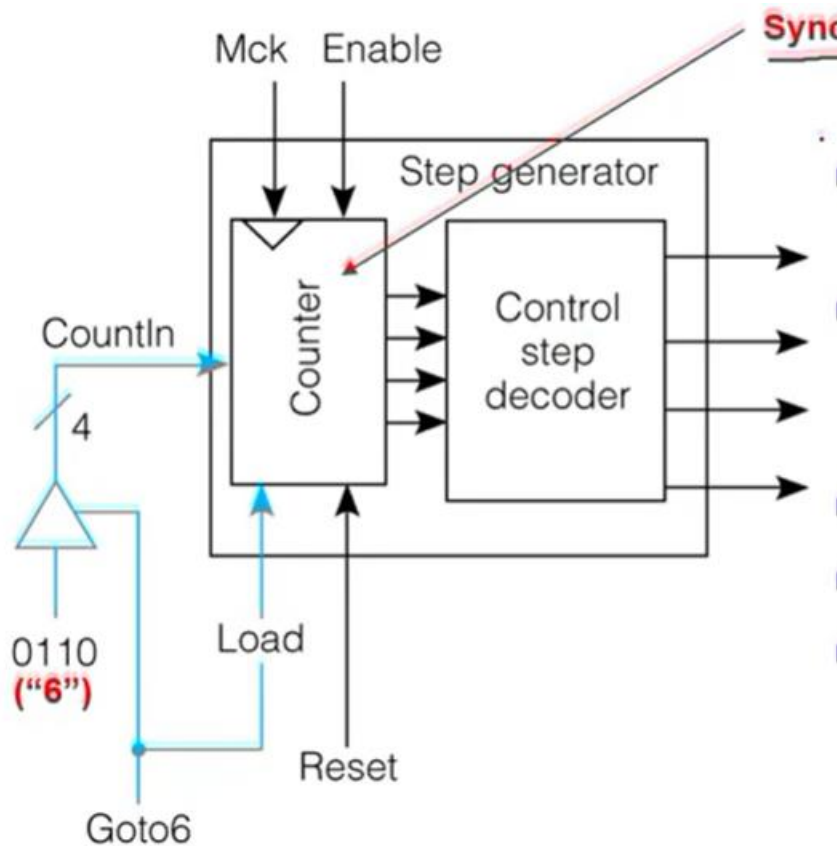 Sync
Mck Enable
Step generator
CountIn
Counter
Control
step
decoder
4
0110
("6")
Load
Reset
Goto6